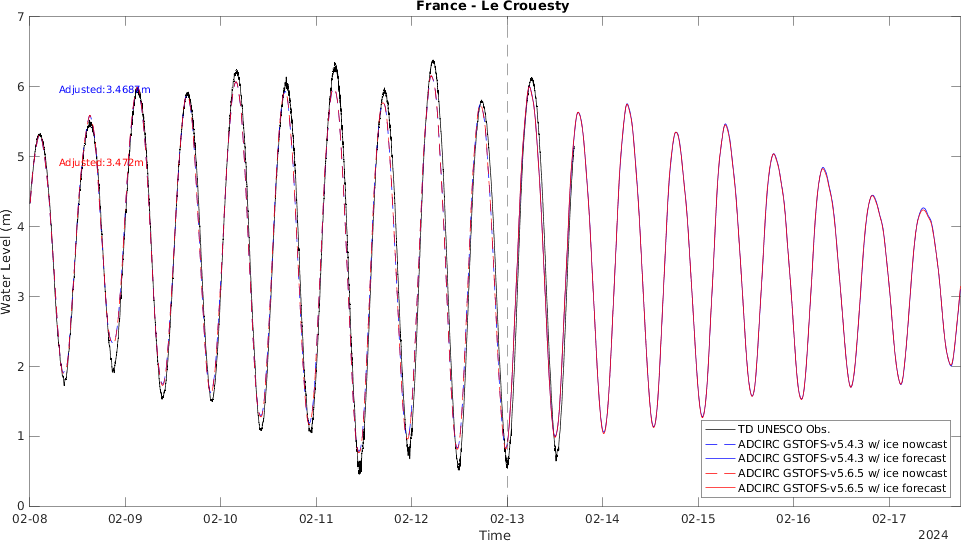 France - Le Crouesty
7
6
5
4
3
2
1
0
Water Level (m)
Adjusted:3.4687m
Adjusted:3.472m
02-08 02-09 02-10 02-11 02-12 02-13 02-14 02-15 02-16 02-17
Time
2024
TD UNESCO Obs.
ADCIRC GSTOFS-v5.4.3 w/ ice nowcast
ADCIRC GSTOFS-v5.4.3 w/ ice forecast
ADCIRC GSTOFS-v5.6.5 w/ ice nowcast
ADCIRC GSTOFS-v5.6.5 w/ ice forecast